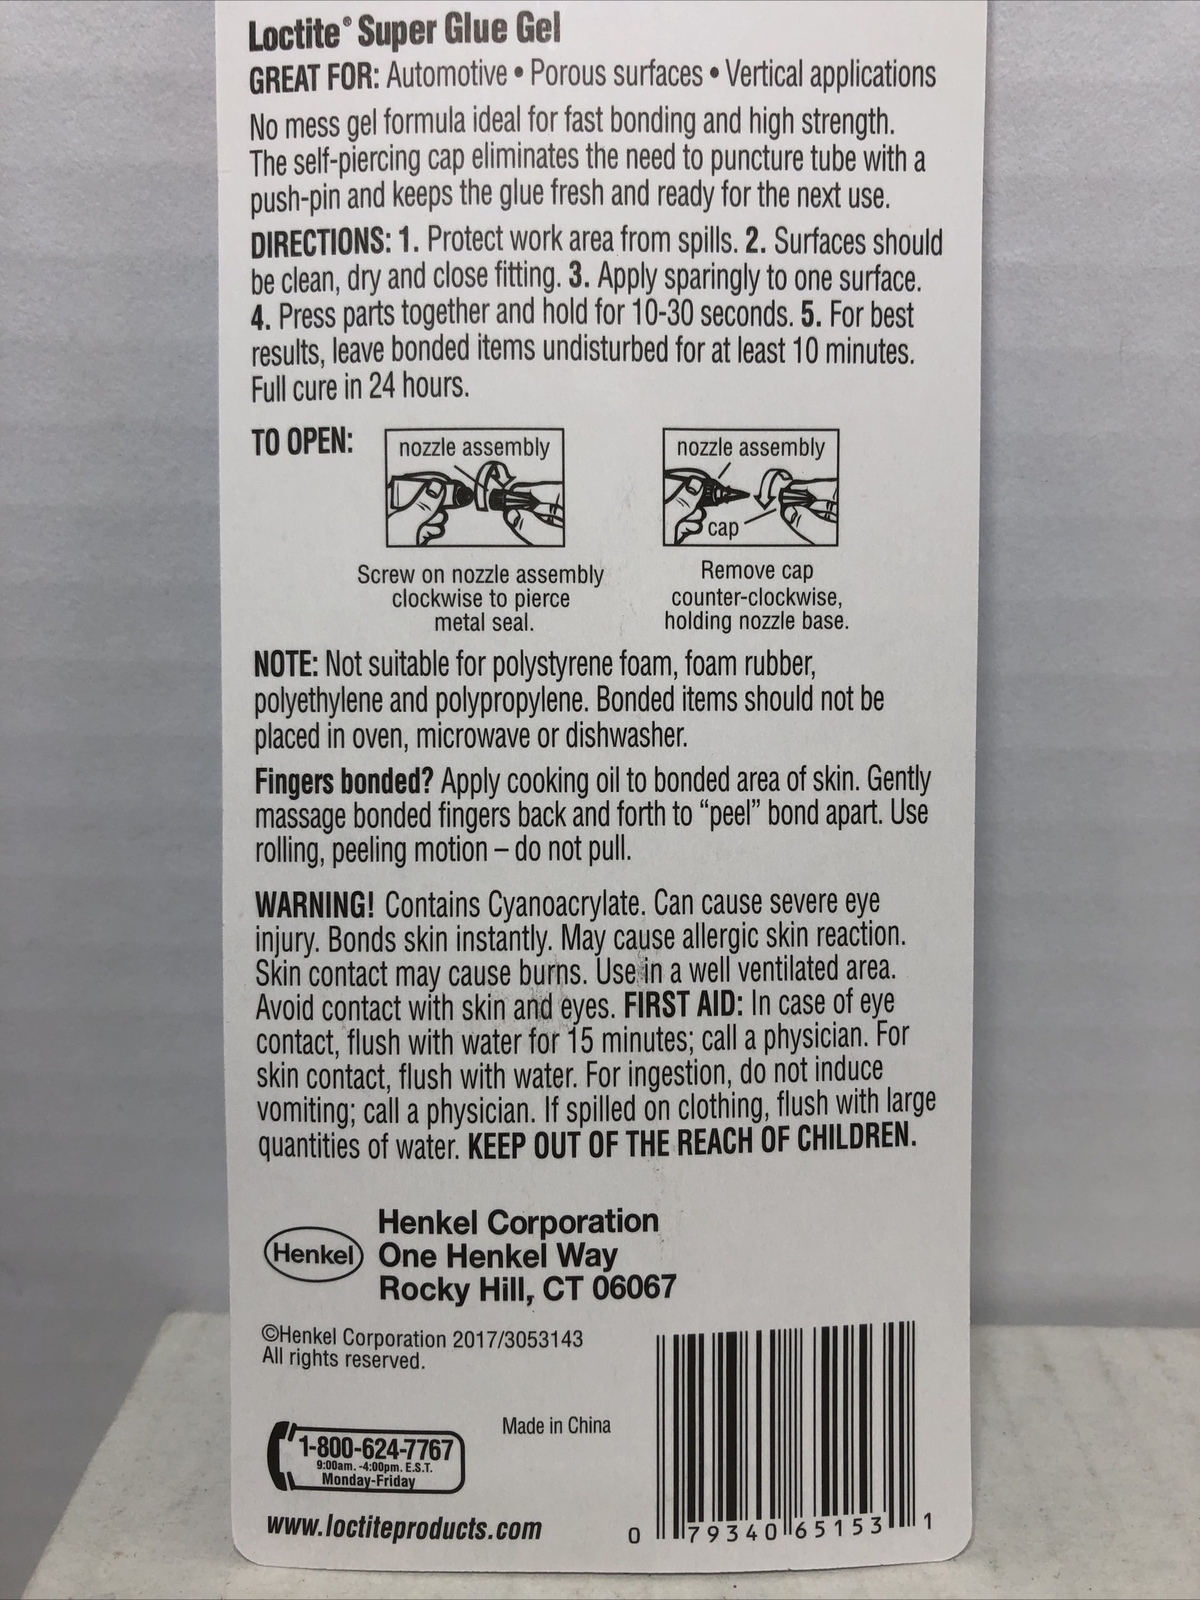 Loctite® Super Glue Gel
GREAT FOR: Automotive • Porous surfaces • Vertical applications
No mess gel formula ideal for fast bonding and high strength.
The self-piercing cap eliminates the need to puncture tube with a
push-pin and keeps the glue fresh and ready for the next use.
DIRECTIONS: 1. Protect work area from spills. 2. Surfaces should
be clean, dry and close fitting. 3. Apply sparingly to one surface.
4. Press parts together and hold for 10-30 seconds. 5. For best
results, leave bonded items undisturbed for at least 10 minutes.
Full cure in 24 hours.
TO OPEN:
nozzle assembly
Screw on nozzle assembly
clockwise to pierce
metal seal.
nozzle assembly
cap
Remove cap
counter-clockwise,
holding nozzle base.
NOTE: Not suitable for polystyrene foam, foam rubber,
polyethylene and polypropylene. Bonded items should not be
placed in oven, microwave or dishwasher.
Fingers bonded? Apply cooking oil to bonded area of skin. Gently
massage bonded fingers back and forth to “peel” bond apart. Use
rolling, peeling motion – do not pull.
WARNING! Contains Cyanoacrylate. Can cause severe eye
injury. Bonds skin instantly. May cause allergic skin reaction.
Skin contact may cause burns. Use in a well ventilated area.
Avoid contact with skin and eyes. FIRST AID: In case of eye
contact, flush with water for 15 minutes; call a physician. For
skin contact, flush with water. For ingestion, do not induce
vomiting; call a physician. If spilled on clothing, flush with large
quantities of water. KEEP OUT OF THE REACH OF CHILDREN.
Henkel
Henkel Corporation
One Henkel Way
Rocky Hill, CT 06067
©Henkel Corporation 2017/3053143
All rights reserved.
Made in China
1-800-624-7767
9:00am.-4:00pm. E.S.T.
Monday-Friday
www.loctiteproducts.com
0 79340 65153 1